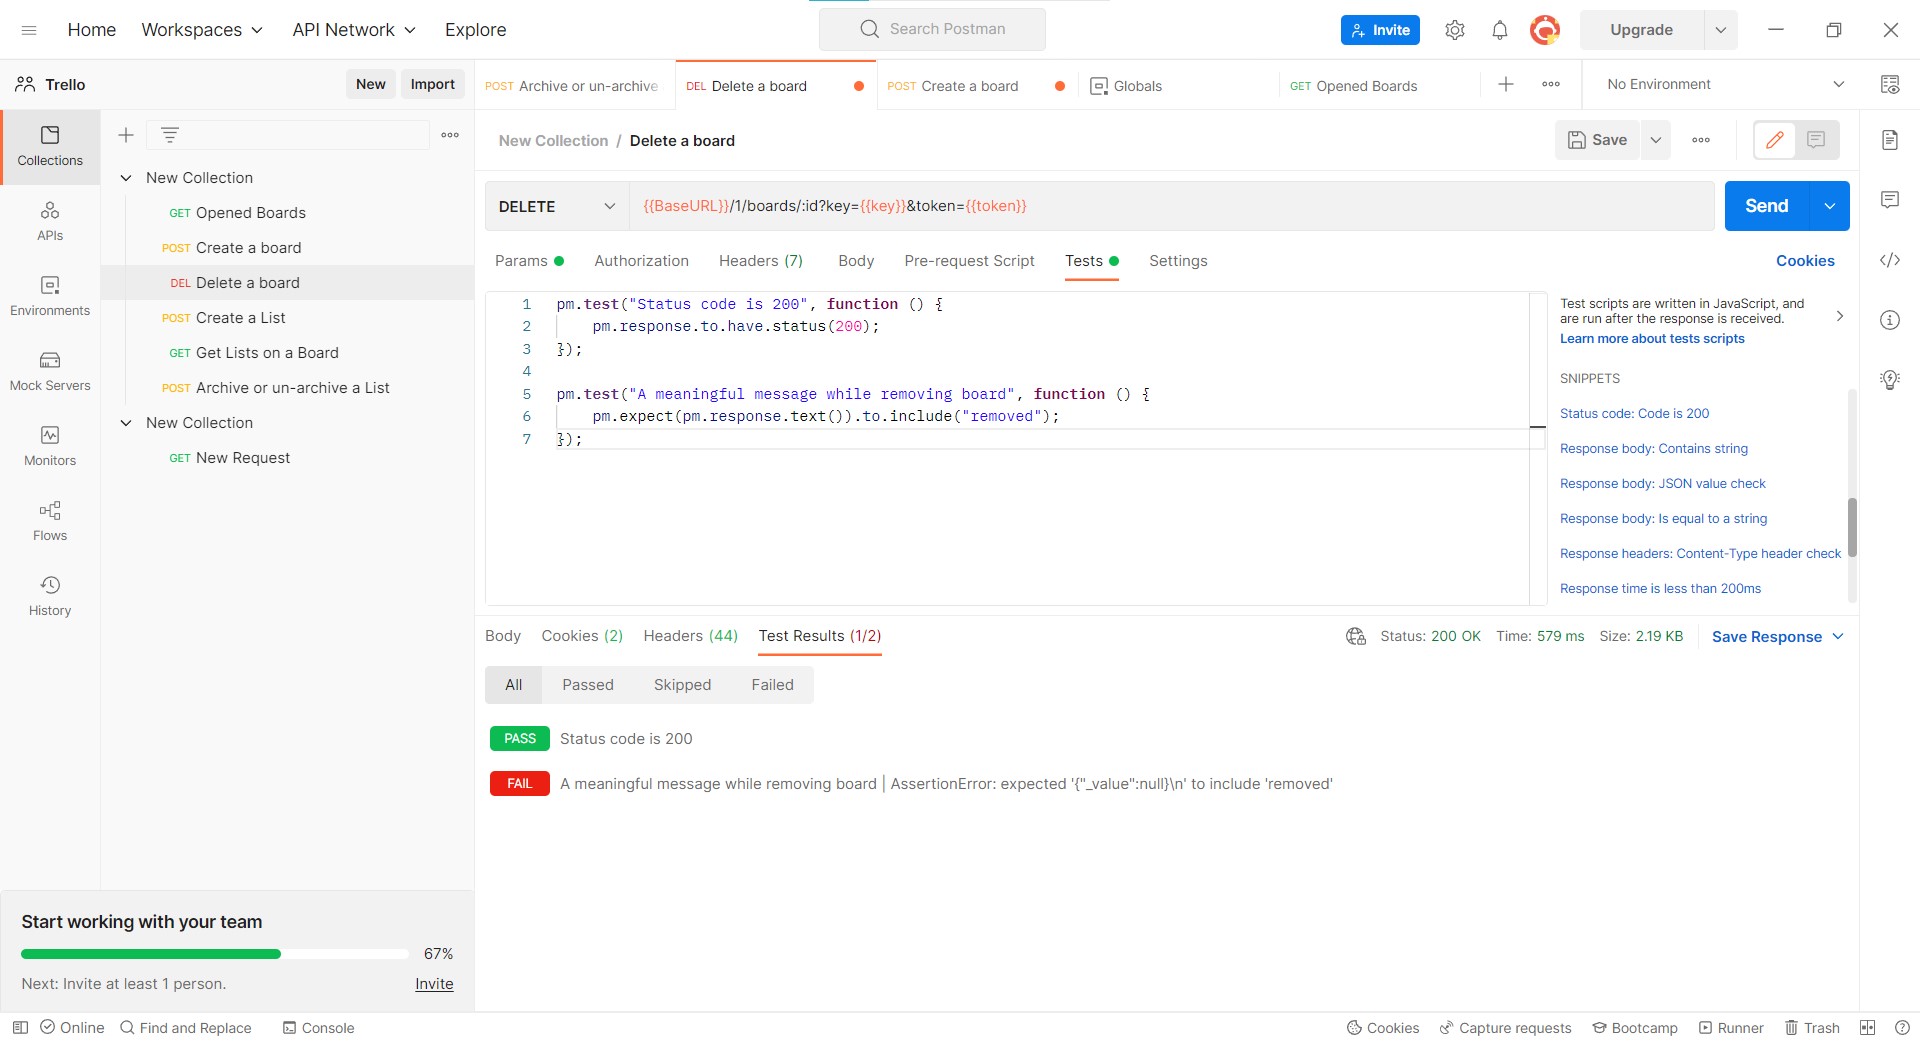 Home Workspaces API Network Explore Search Postman Invite Upgrade
Trello New Import
POST Archive or un-archive DEL Delete a board POST Create a board Globals GET Opened Boards No Environment
Collections
APIs
Environments
Mock Servers
Monitors
Flows
History
New Collection
GET Opened Boards
POST Create a board
DEL Delete a board
POST Create a List
GET Get Lists on a Board
POST Archive or un-archive a List
New Collection
GET New Request
New Collection / Delete a board Save
DELETE {{BaseURL}}/1/boards/:id?key={{key}}&token={{token}} Send
Params Authorization Headers (7) Body Pre-request Script Tests Settings Cookies
1 pm.test("Status code is 200", function () {
2 pm.response.to.have.status(200);
3 });
4
5 pm.test("A meaningful message while removing board", function () {
6 pm.expect(pm.response.text()).to.include("removed");
7 });
Test scripts are written in JavaScript, and
are run after the response is received.
Learn more about tests scripts
SNIPPETS
Status code: Code is 200
Response body: Contains string
Response body: JSON value check
Response body: Is equal to a string
Response headers: Content-Type header check
Response time is less than 200ms
Body Cookies (2) Headers (44) Test Results (1/2) Status: 200 OK Time: 579 ms Size: 2.19 KB Save Response
All Passed Skipped Failed
PASS Status code is 200
FAIL A meaningful message while removing board | AssertionError: expected '{"_value":null}\n' to include 'removed'
Start working with your team
67%
Next: Invite at least 1 person. Invite
Online Find and Replace Console Cookies Capture requests Bootcamp Runner Trash